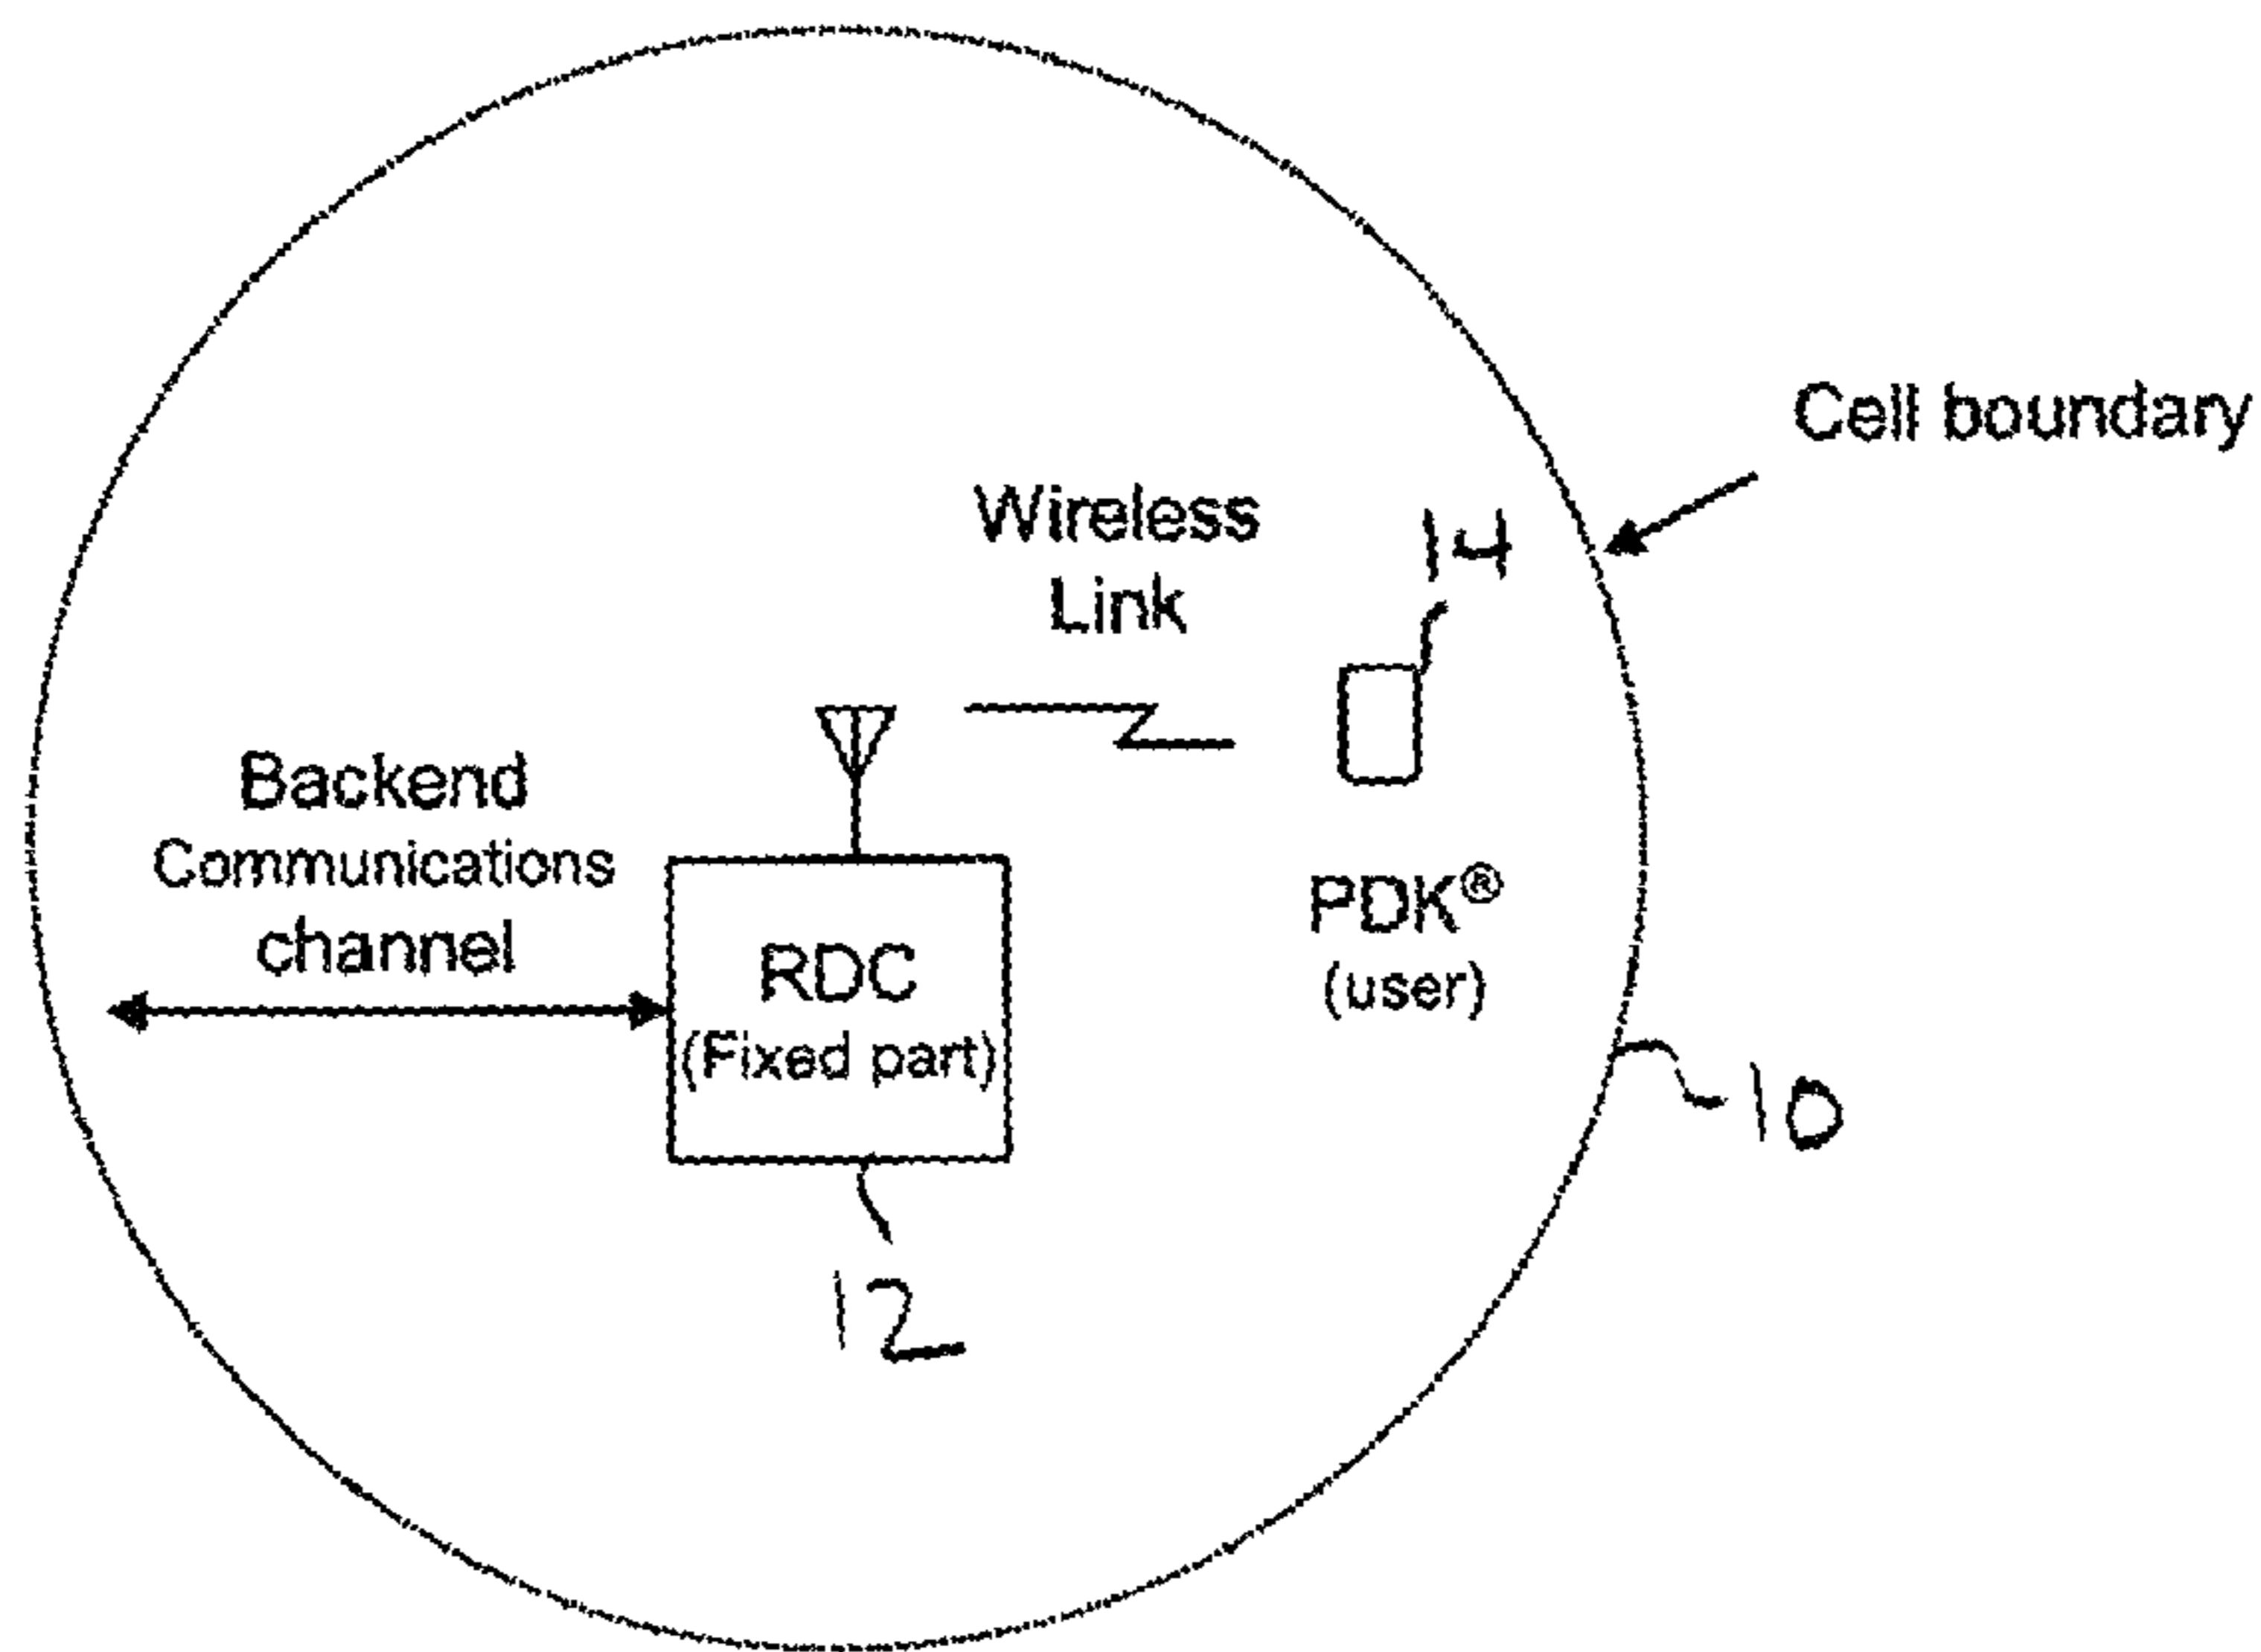 Cell boundary
Wireless
Link
14
Backend
Communications
channel
PDK®
(user)
RDC
(Fixed part)
10
12